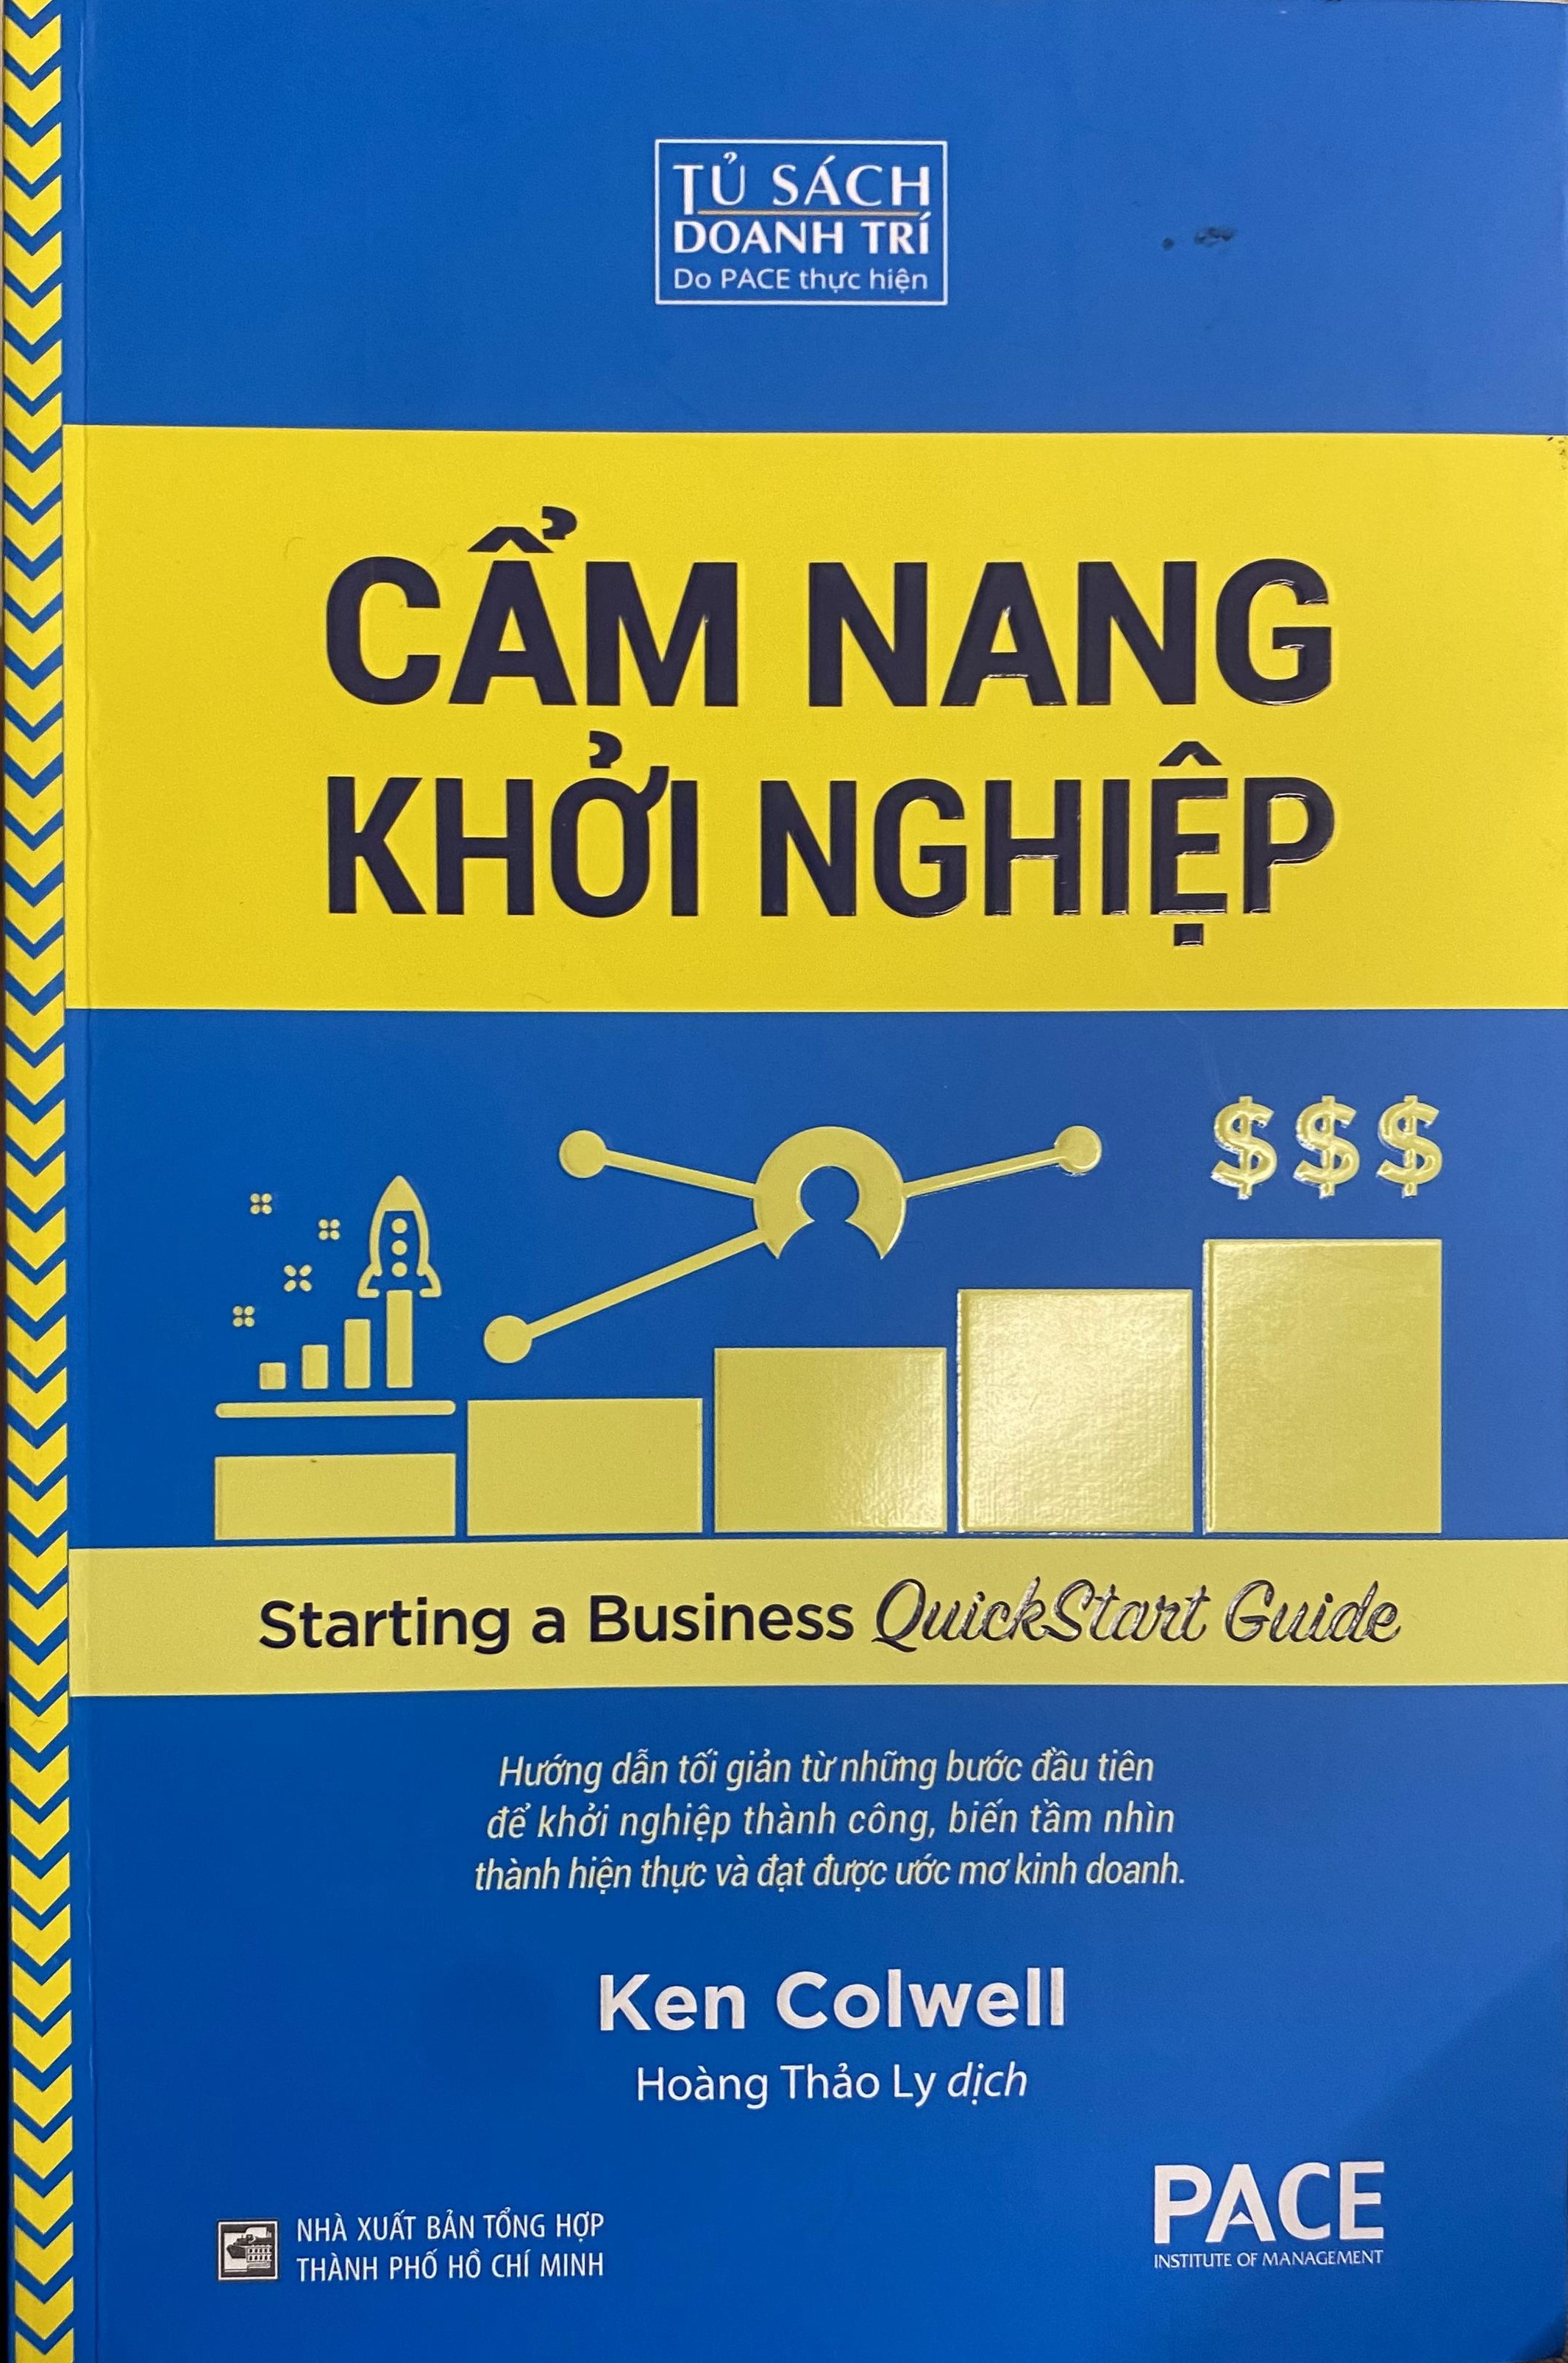 TỦ SÁCH
DOANH TRÍ
Do PACE thực hiện
CẨM NANG
KHỞI NGHIỆP
$$$
Starting a Business QuickStart Guide
Hướng dẫn tối giản từ những bước đầu tiên
để khởi nghiệp thành công, biến tầm nhìn
thành hiện thực và đạt được ước mơ kinh doanh.
Ken Colwell
Hoàng Thảo Ly dịch
NHÀ XUẤT BẢN TỔNG HỢP
THÀNH PHỐ HỒ CHÍ MINH
PACE
INSTITUTE OF MANAGEMENT